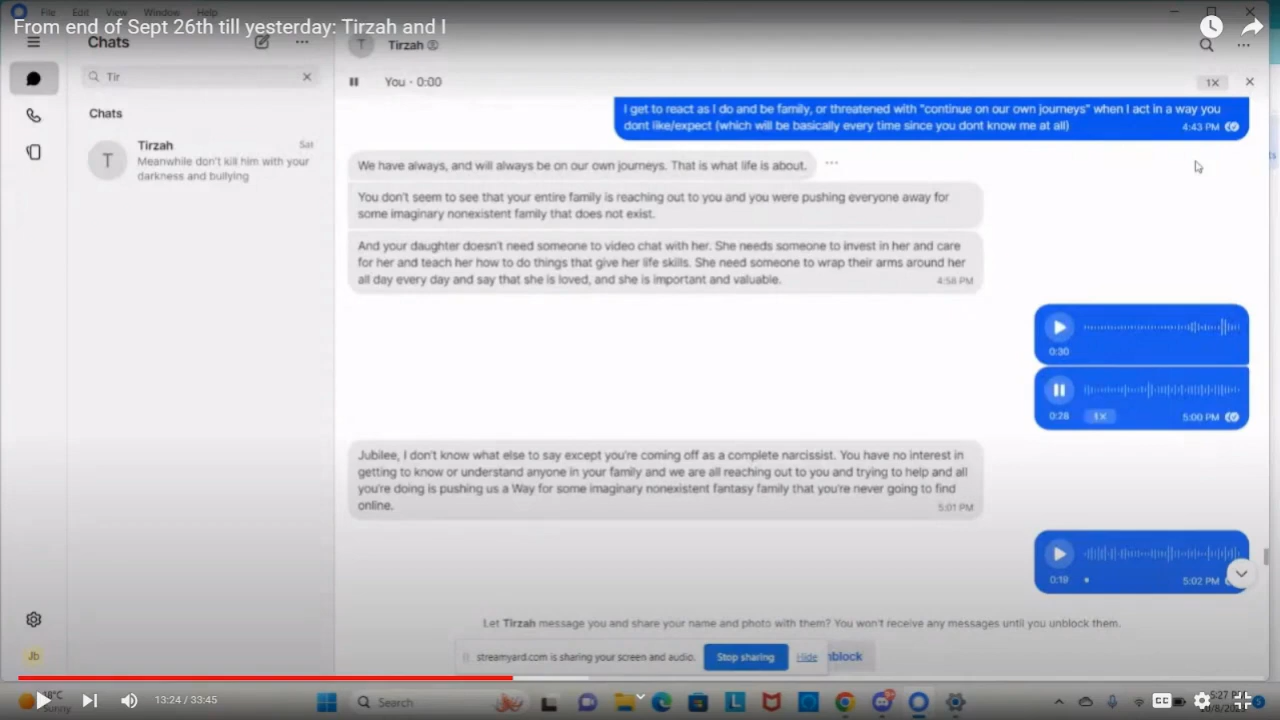 File Edit View Window Help
From end of Sept 26th till yesterday: Tirzah and I
Chats
T
Tirzah
Tir
You · 0:00
1X
Chats
I get to react as I do and be family, or threatened with "continue on our own journeys" when I act in a way you
dont like/expect (which will be basically every time since you dont know me at all)
4:43 PM
Tirzah
Sat
T
Meanwhile don't kill him with your
darkness and bullying
We have always, and will always be on our own journeys. That is what life is about.
You don't seem to see that your entire family is reaching out to you and you were pushing everyone away for
some imaginary nonexistent family that does not exist.
And your daughter doesn't need someone to video chat with her. She needs someone to invest in her and care
for her and teach her how to do things that give her life skills. She need someone to wrap their arms around her
all day every day and say that she is loved, and she is important and valuable.
4:58 PM
0:30
0:28
1X
5:00 PM
Jubilee, I don't know what else to say except you're coming off as a complete narcissist. You have no interest in
getting to know or understand anyone in your family and we are all reaching out to you and trying to help and all
you're doing is pushing us a Way for some imaginary nonexistent fantasy family that you're never going to find
online.
5:01 PM
0:19
5:02 PM
Let Tirzah message you and share your name and photo with them? You won't receive any messages until you unblock them.
Jb
streamyard.com is sharing your screen and audio.
Stop sharing
Hide
block
Sunny
13:24 / 33:45
Search
CC